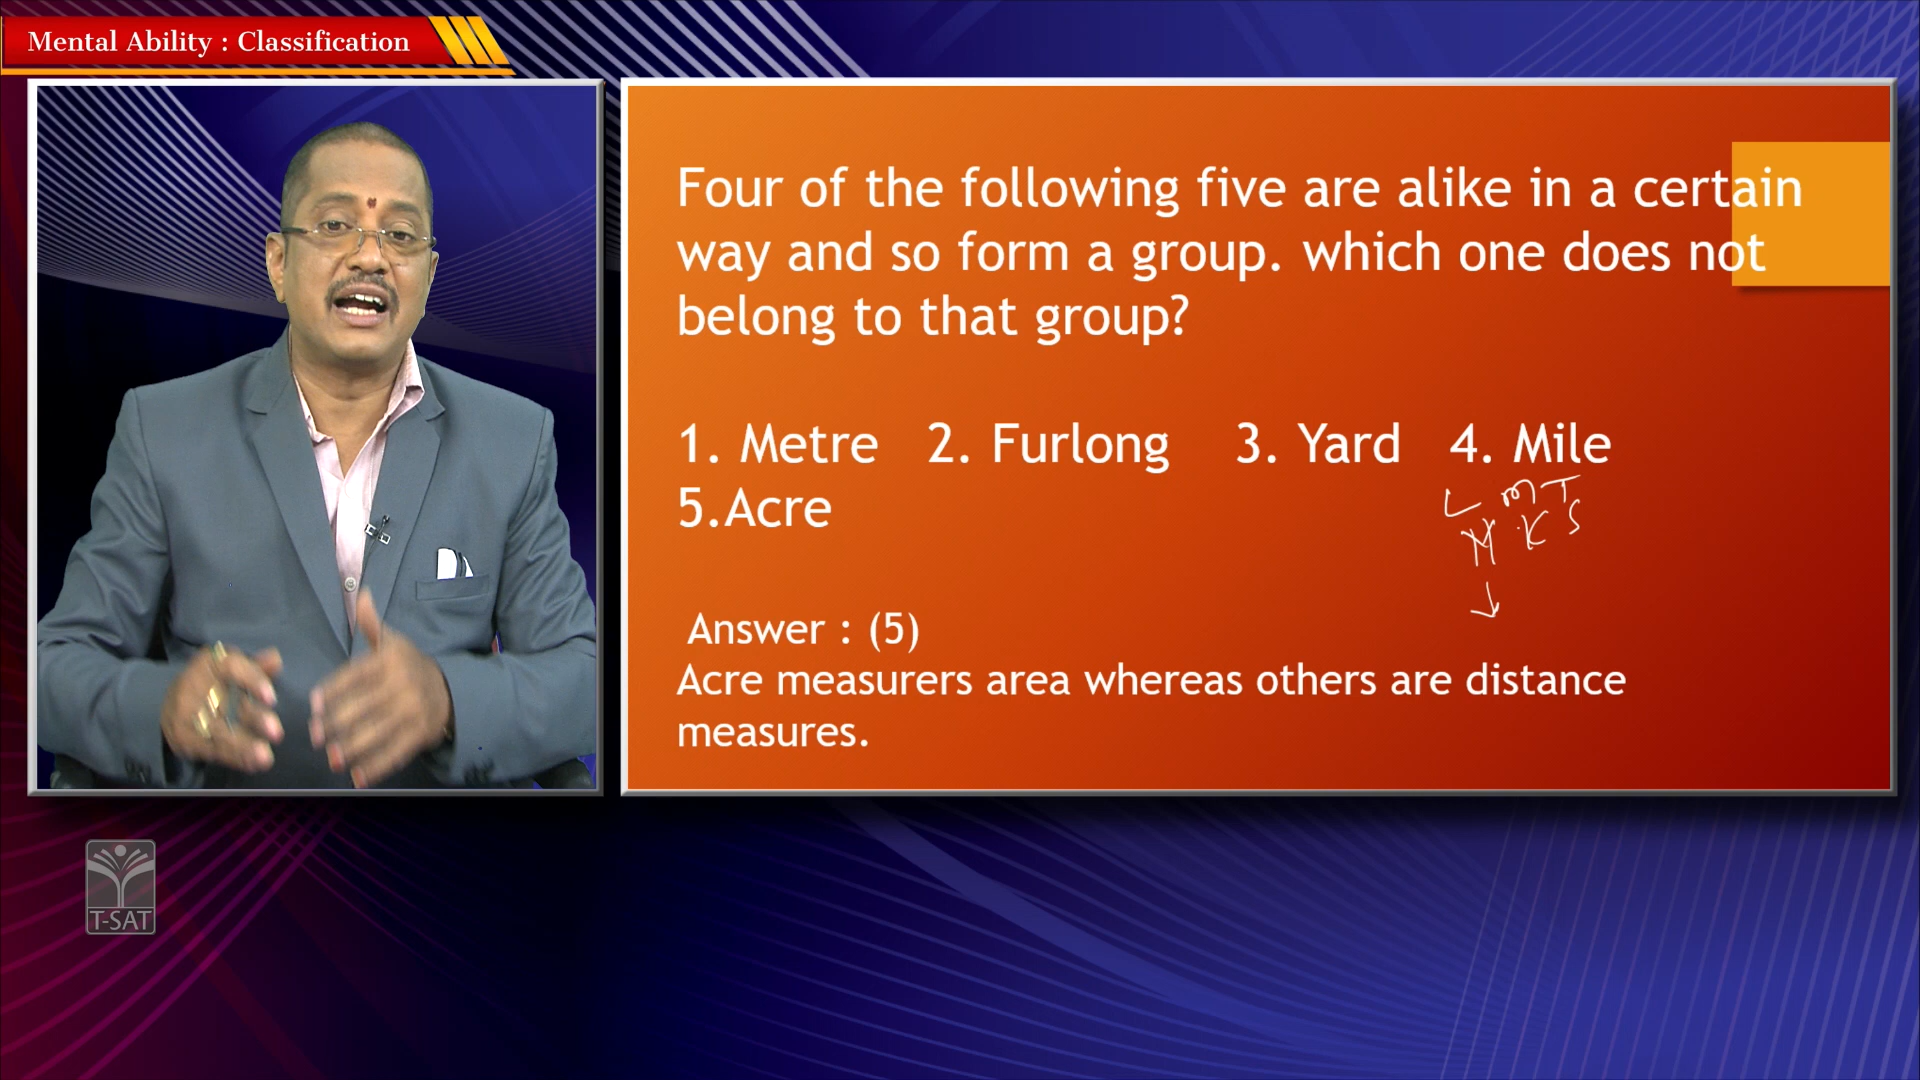 Mental Ability : Classification
Four of the following five are alike in a certain
way and so form a group. which one does not
belong to that group?
1. Metre 2. Furlong 3. Yard 4. Mile
5.Acre
L M T
M K S
Answer : (5)
Acre measurers area whereas others are distance
measures.
T-SAT